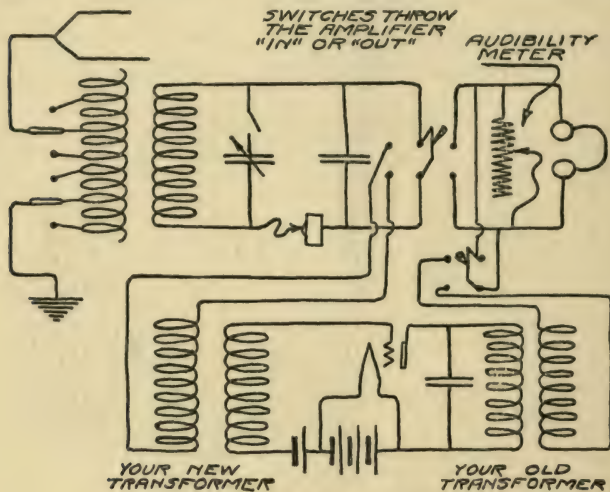 SWITCHES THROW
THE AMPLIFIER
"IN" OR "OUT"
AUDIBILITY
METER
YOUR NEW
TRANSFORMER
YOUR OLD
TRANSFORMER